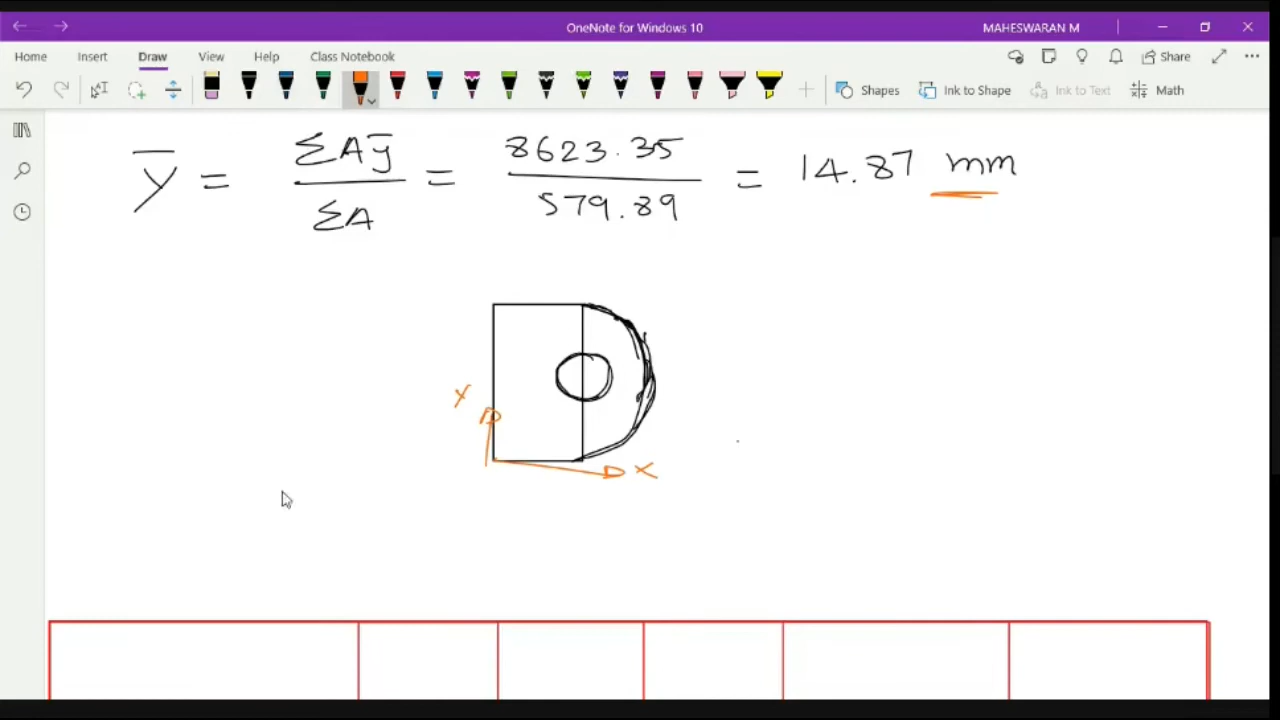 OneNote for Windows 10
MAHESWARAN M
Home Insert Draw View Help Class Notebook
Share
Shapes Ink to Shape Ink to Text Math
y̅ = ΣAy̅ / ΣA = 8623.35 / 579.89 = 14.87 mm
Y
X